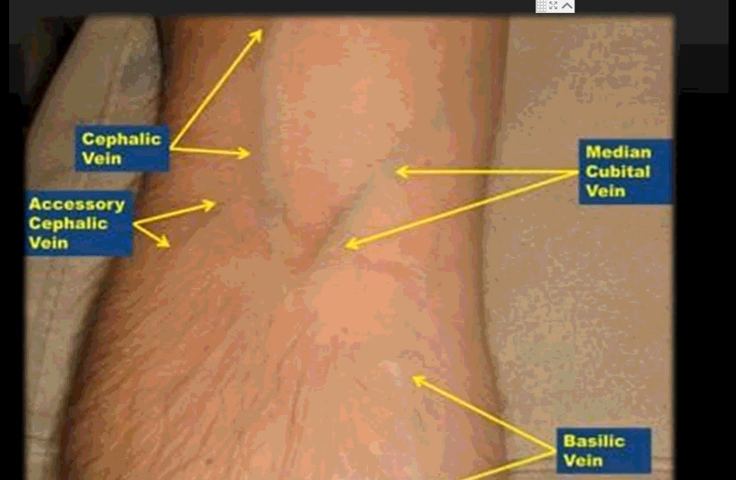 Cephalic
Vein
Accessory
Cephalic
Vein
Median
Cubital
Vein
Basilic
Vein